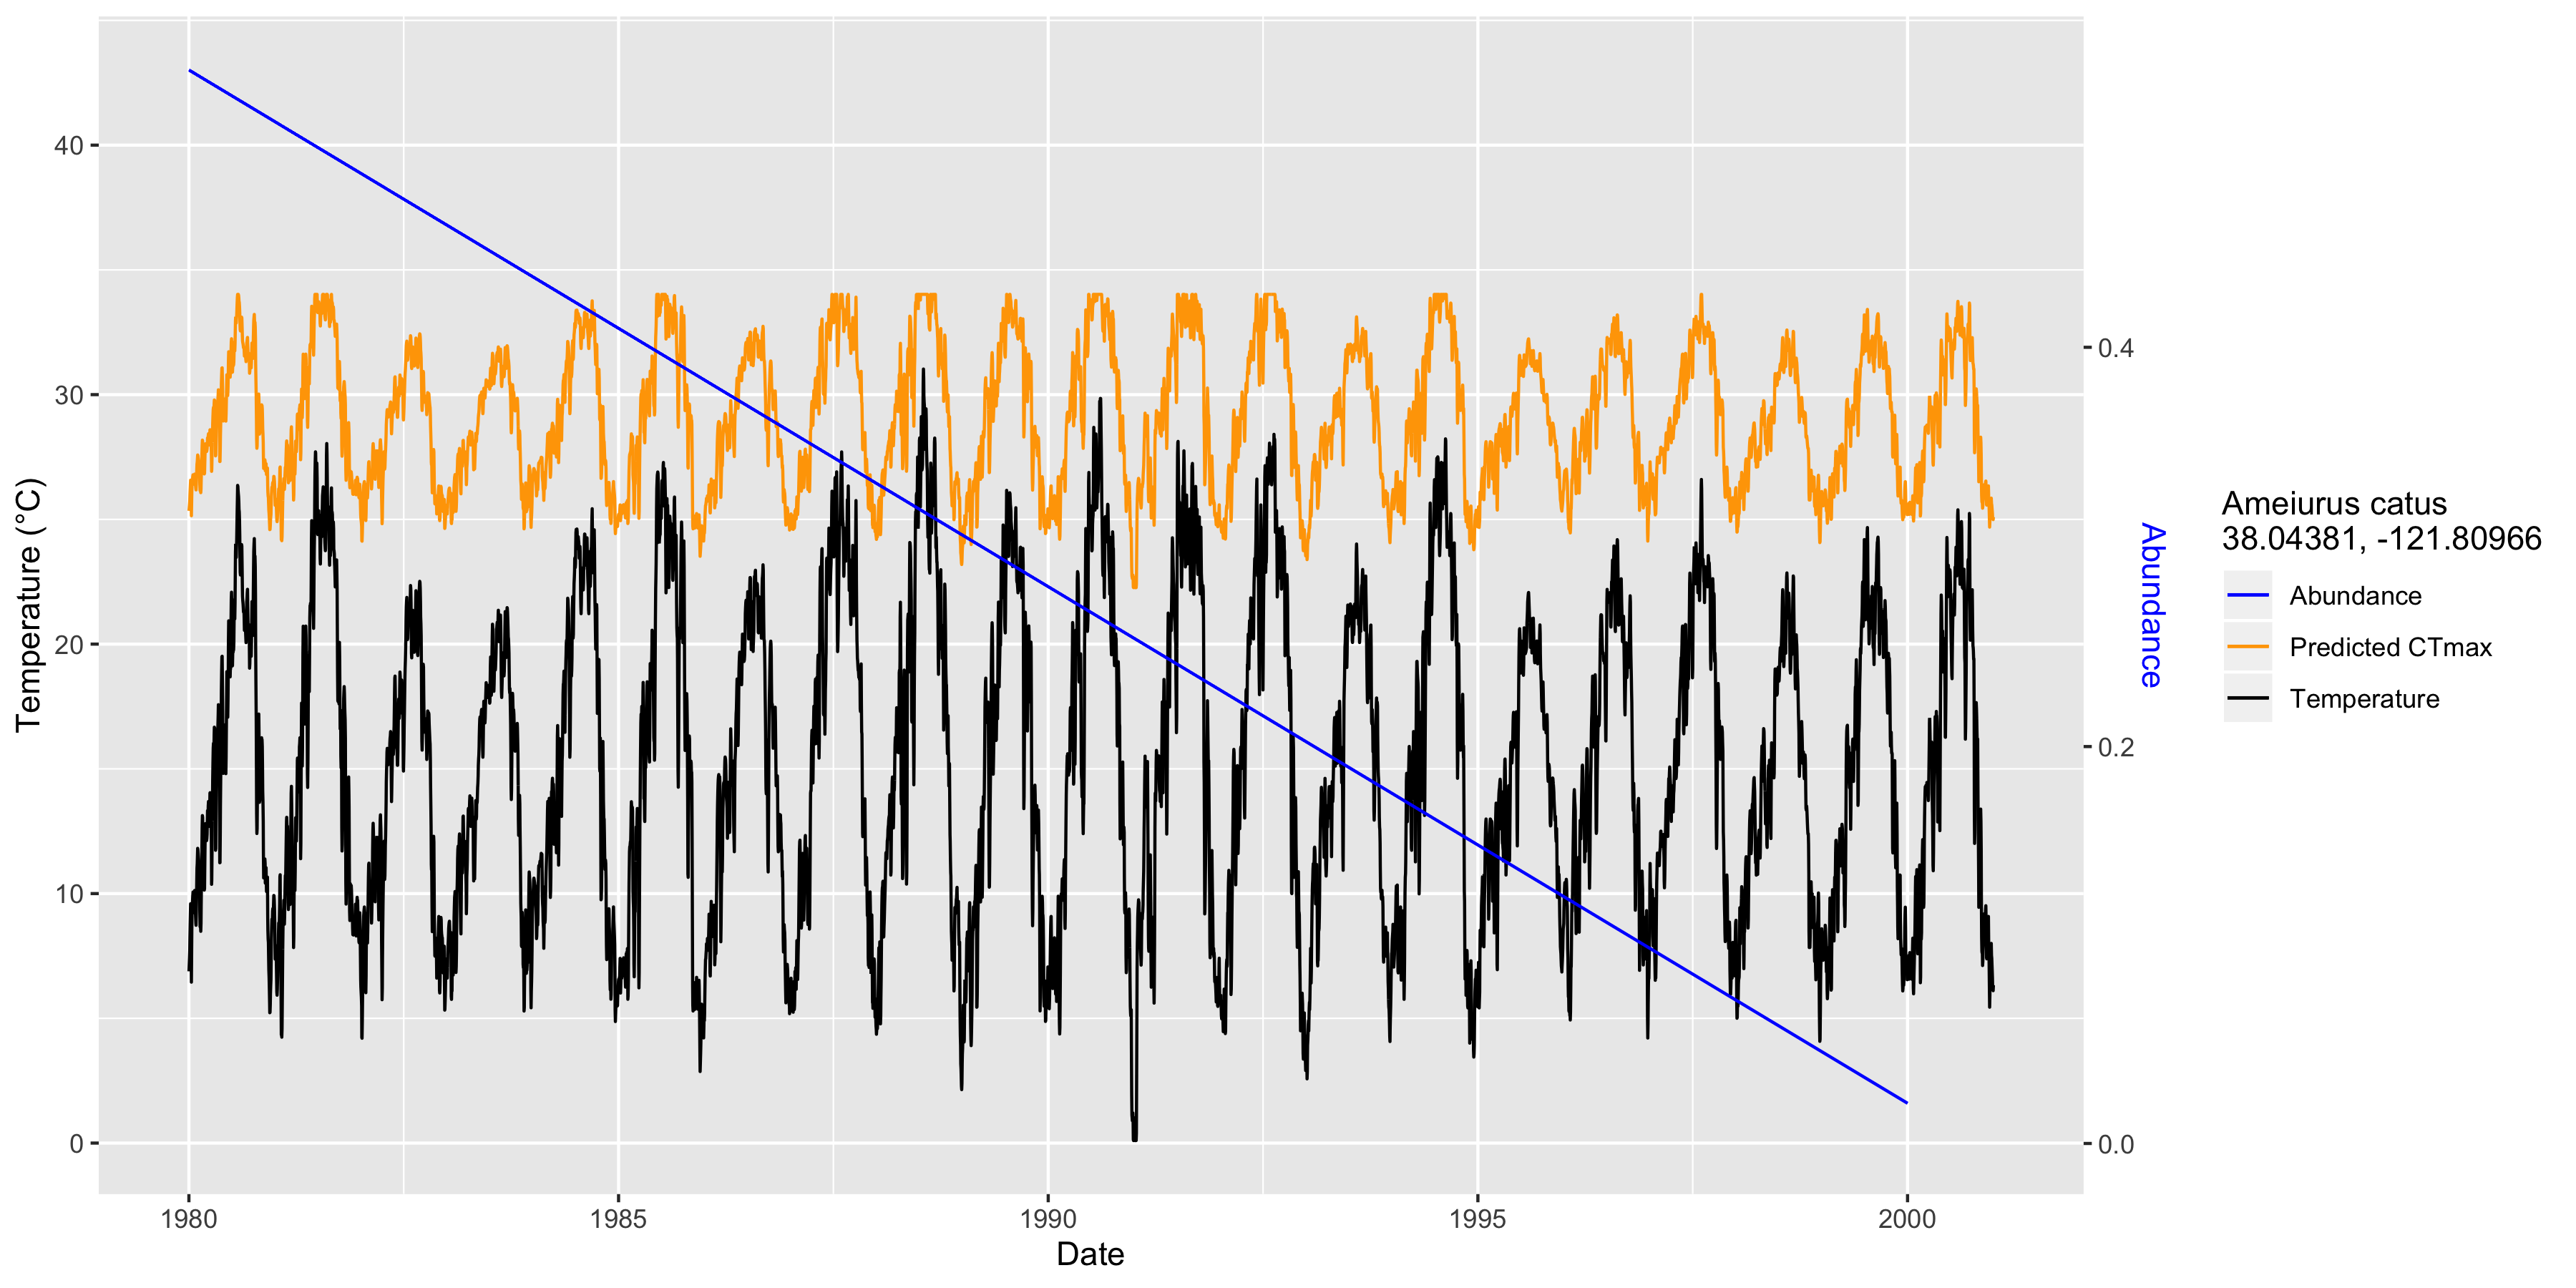 Temperature (°C)
40
30
20
10
0
1980
1985
1990
1995
2000
Date
0.4
0.2
0.0
Abundance
Ameiurus catus
38.04381, -121.80966
Abundance
Predicted CTmax
Temperature